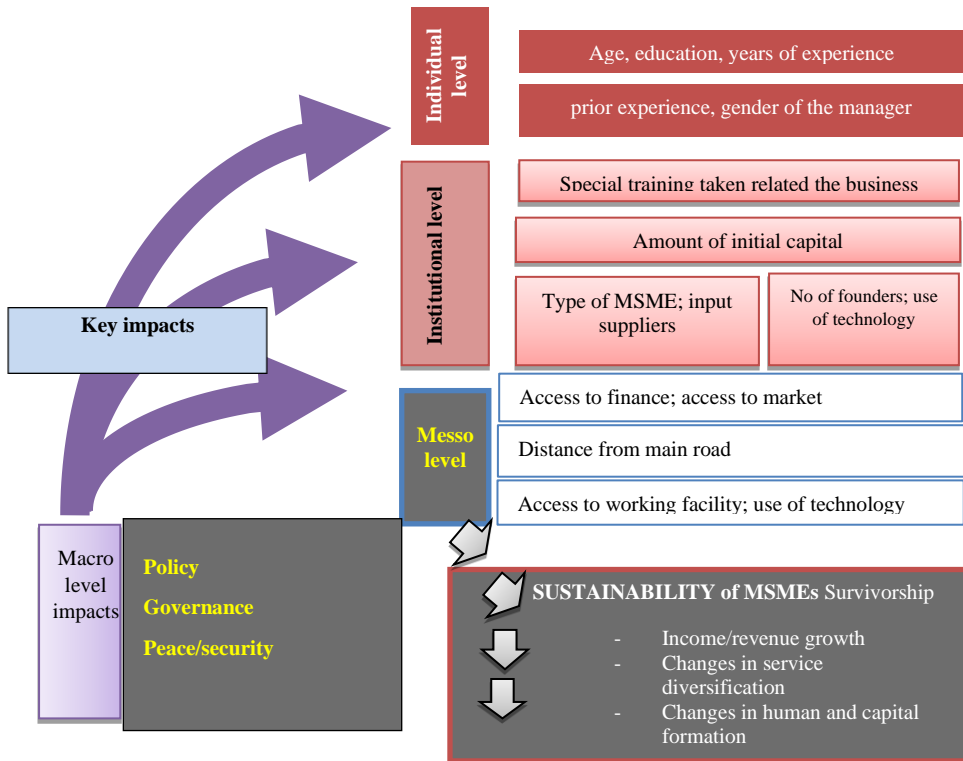 Individual
level
Age, education, years of experience
prior experience, gender of the manager
Institutional level
Special training taken related the business
Amount of initial capital
Type of MSME; input
suppliers
No of founders; use
of technology
Key impacts
Messo
level
Access to finance; access to market
Distance from main road
Access to working facility; use of technology
Macro
level
impacts
Policy
Governance
Peace/security
SUSTAINABILITY of MSMEs Survivorship
- Income/revenue growth
- Changes in service
diversification
- Changes in human and capital
formation